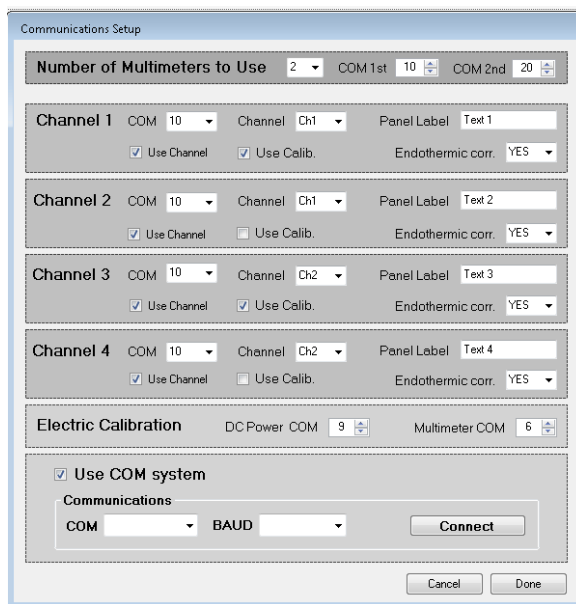 Communications Setup
Number of Multimeters to Use 2 COM 1st 10 COM 2nd 20
Channel 1 COM 10 Channel Ch1 Panel Label Text 1
Use Channel Use Calib. Endothermic corr. YES
Channel 2 COM 10 Channel Ch1 Panel Label Text 2
Use Channel Use Calib. Endothermic corr. YES
Channel 3 COM 10 Channel Ch2 Panel Label Text 3
Use Channel Use Calib. Endothermic corr. YES
Channel 4 COM 10 Channel Ch2 Panel Label Text 4
Use Channel Use Calib. Endothermic corr. YES
Electric Calibration DC Power COM 9 Multimeter COM 6
Use COM system
Communications
COM BAUD Connect
Cancel Done